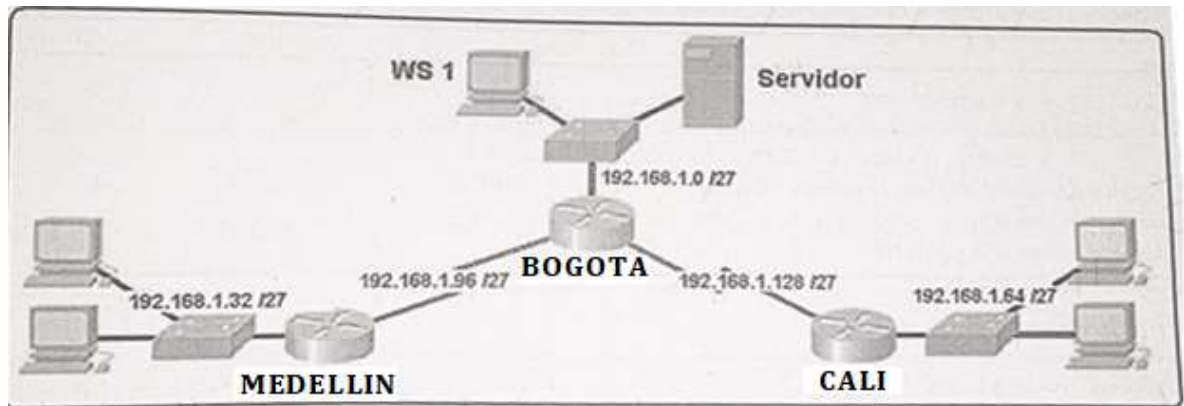 WS 1
Servidor
192.168.1.0 /27
BOGOTA
192.168.1.96 /27
192.168.1.128 /27
192.168.1.32 /27
192.168.1.64 /27
MEDELLIN
CALI